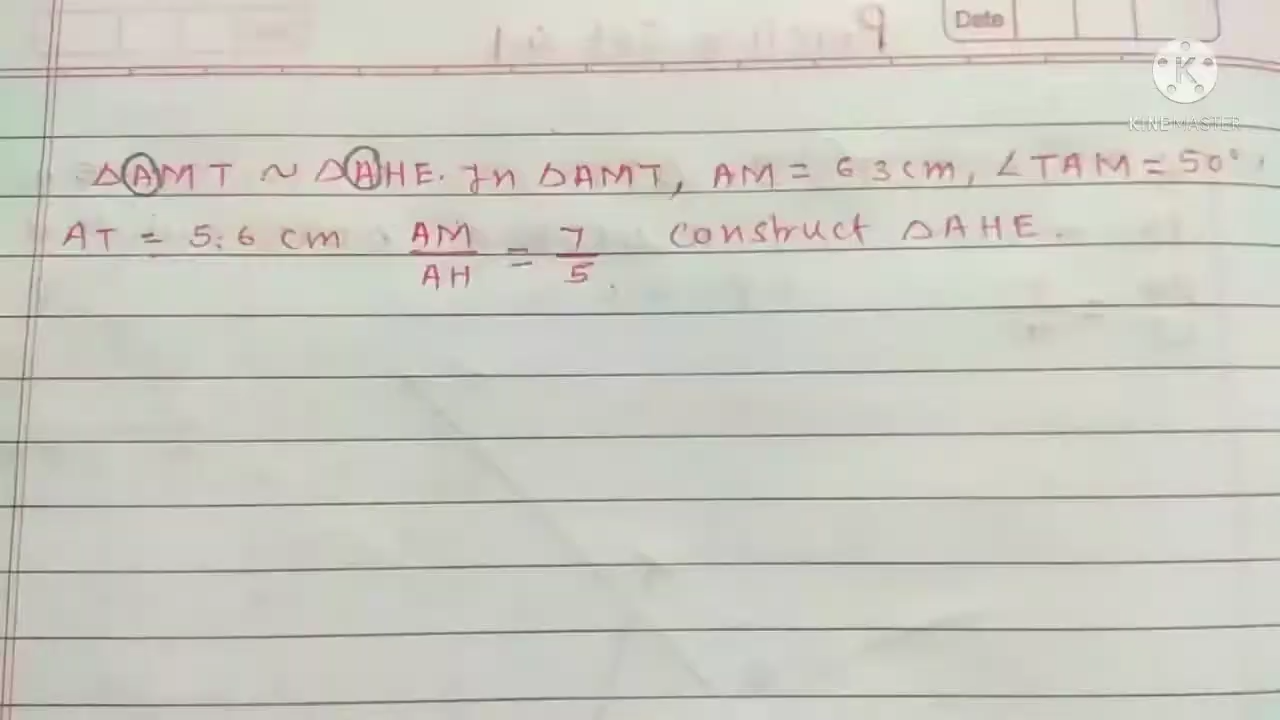 Date
KINEMASTER
△AMT ~ △AHE. In △AMT, AM = 6 3 cm, ∠TAM = 50°.
AT = 5.6 cm. AM/AH = 7/5 construct △AHE.